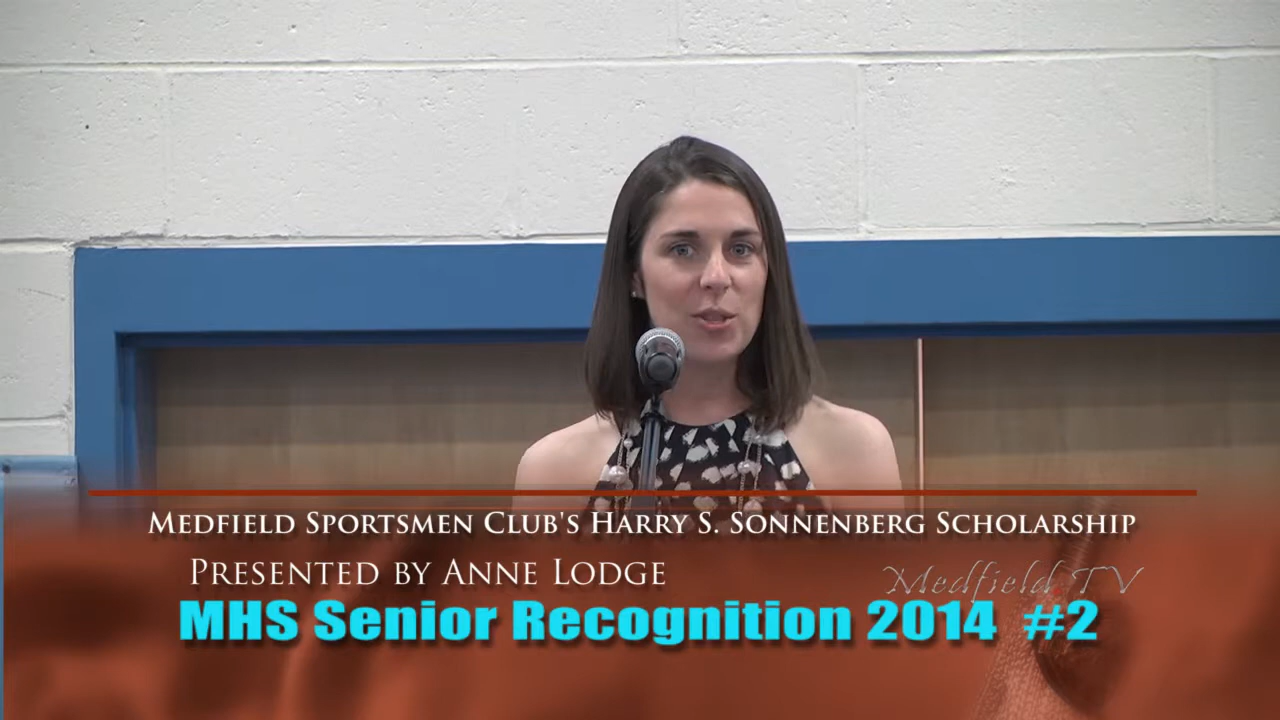 Medfield Sportsmen Club's Harry S. Sonnenberg Scholarship
Presented by Anne Lodge
Medfield TV
MHS Senior Recognition 2014 #2